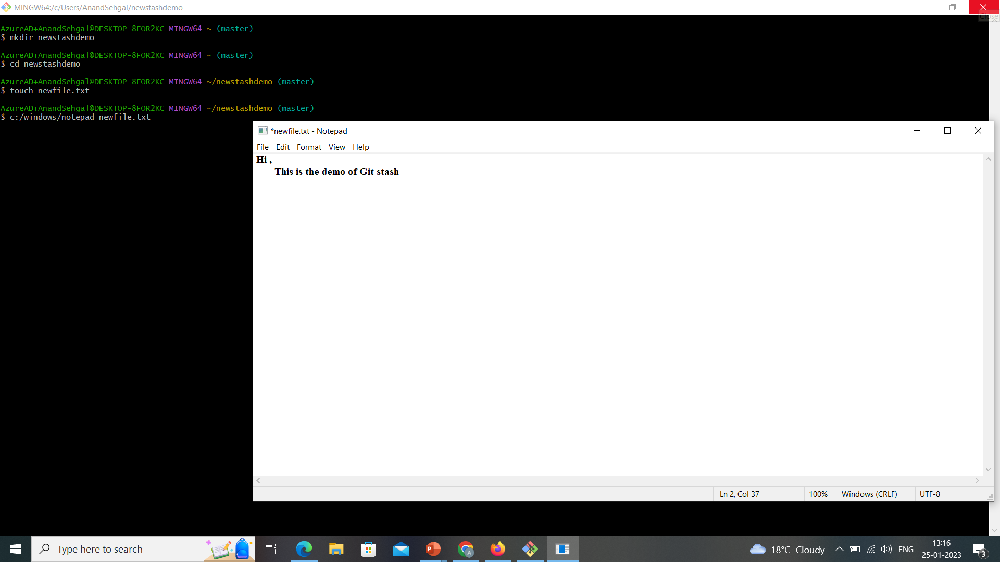 MINGW64:/c/Users/AnandSehgal/newstashdemo
Close
AzureAD+AnandSehgal@DESKTOP-8FOR2KC MINGW64 ~ (master)
$ mkdir newstashdemo
AzureAD+AnandSehgal@DESKTOP-8FOR2KC MINGW64 ~ (master)
$ cd newstashdemo
AzureAD+AnandSehgal@DESKTOP-8FOR2KC MINGW64 ~/newstashdemo (master)
$ touch newfile.txt
AzureAD+AnandSehgal@DESKTOP-8FOR2KC MINGW64 ~/newstashdemo (master)
$ c:/windows/notepad newfile.txt
*newfile.txt - Notepad
File Edit Format View Help
Hi ,
This is the demo of Git stash
Ln 2, Col 37 100% Windows (CRLF) UTF-8
Type here to search
18°C Cloudy ENG
13:16
25-01-2023
3